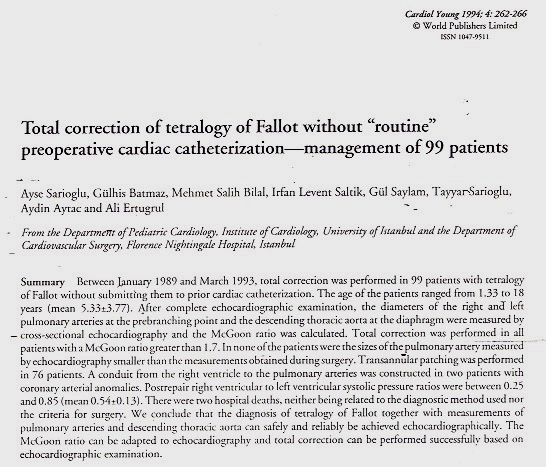 Cardiol Young 1994; 4: 262-266
© World Publishers Limited
ISSN 1047-9511
Total correction of tetralogy of Fallot without “routine”
preoperative cardiac catheterization—management of 99 patients
Ayse Sarioglu, Gülhis Batmaz, Mehmet Salih Bilal, Irfan Levent Saltik, Gül Saylam, Tayyar Sarioglu,
Aydin Aytac and Ali Ertugrul
From the Department of Pediatric Cardiology, Institute of Cardiology, University of Istanbul and the Department of
Cardiovascular Surgery, Florence Nightingale Hospital, Istanbul
Summary Between January 1989 and March 1993, total correction was performed in 99 patients with tetralogy
of Fallot without submitting them to prior cardiac catheterization. The age of the patients ranged from 1.33 to 18
years (mean 5.33±3.77). After complete echocardiographic examination, the diameters of the right and left
pulmonary arteries at the prebranching point and the descending thoracic aorta at the diaphragm were measured by
cross-sectional echocardiography and the McGoon ratio was calculated. Total correction was performed in all
patients with a McGoon ratio greater than 1.7. In none of the patients were the sizes of the pulmonary artery measured
by echocardiography smaller than the measurements obtained during surgery. Transannular patching was performed
in 76 patients. A conduit from the right ventricle to the pulmonary arteries was constructed in two patients with
coronary arterial anomalies. Postrepair right ventricular to left ventricular systolic pressure ratios were between 0.25
and 0.85 (mean 0.54±0.13). There were two hospital deaths, neither being related to the diagnostic method used nor
the criteria for surgery. We conclude that the diagnosis of tetralogy of Fallot together with measurements of
pulmonary arteries and descending thoracic aorta can safely and reliably be achieved echocardiographically. The
McGoon ratio can be adapted to echocardiography and total correction can be performed successfully based on
echocardiographic examination.